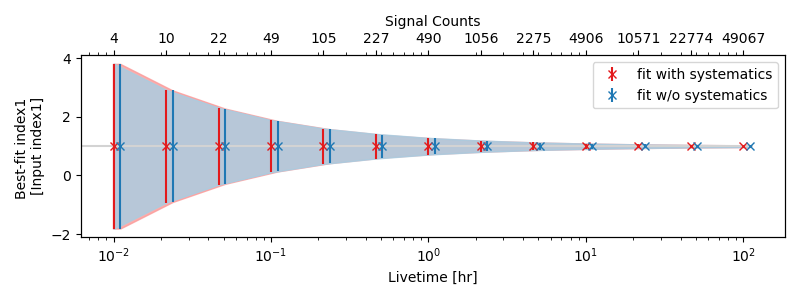 Signal Counts
4 10 22 49 105 227 490 1056 2275 4906 10571 22774 49067
fit with systematics
fit w/o systematics
Best-fit index1
[Input index1]
4
2
0
−2
10⁻² 10⁻¹ 10⁰ 10¹ 10²
Livetime [hr]